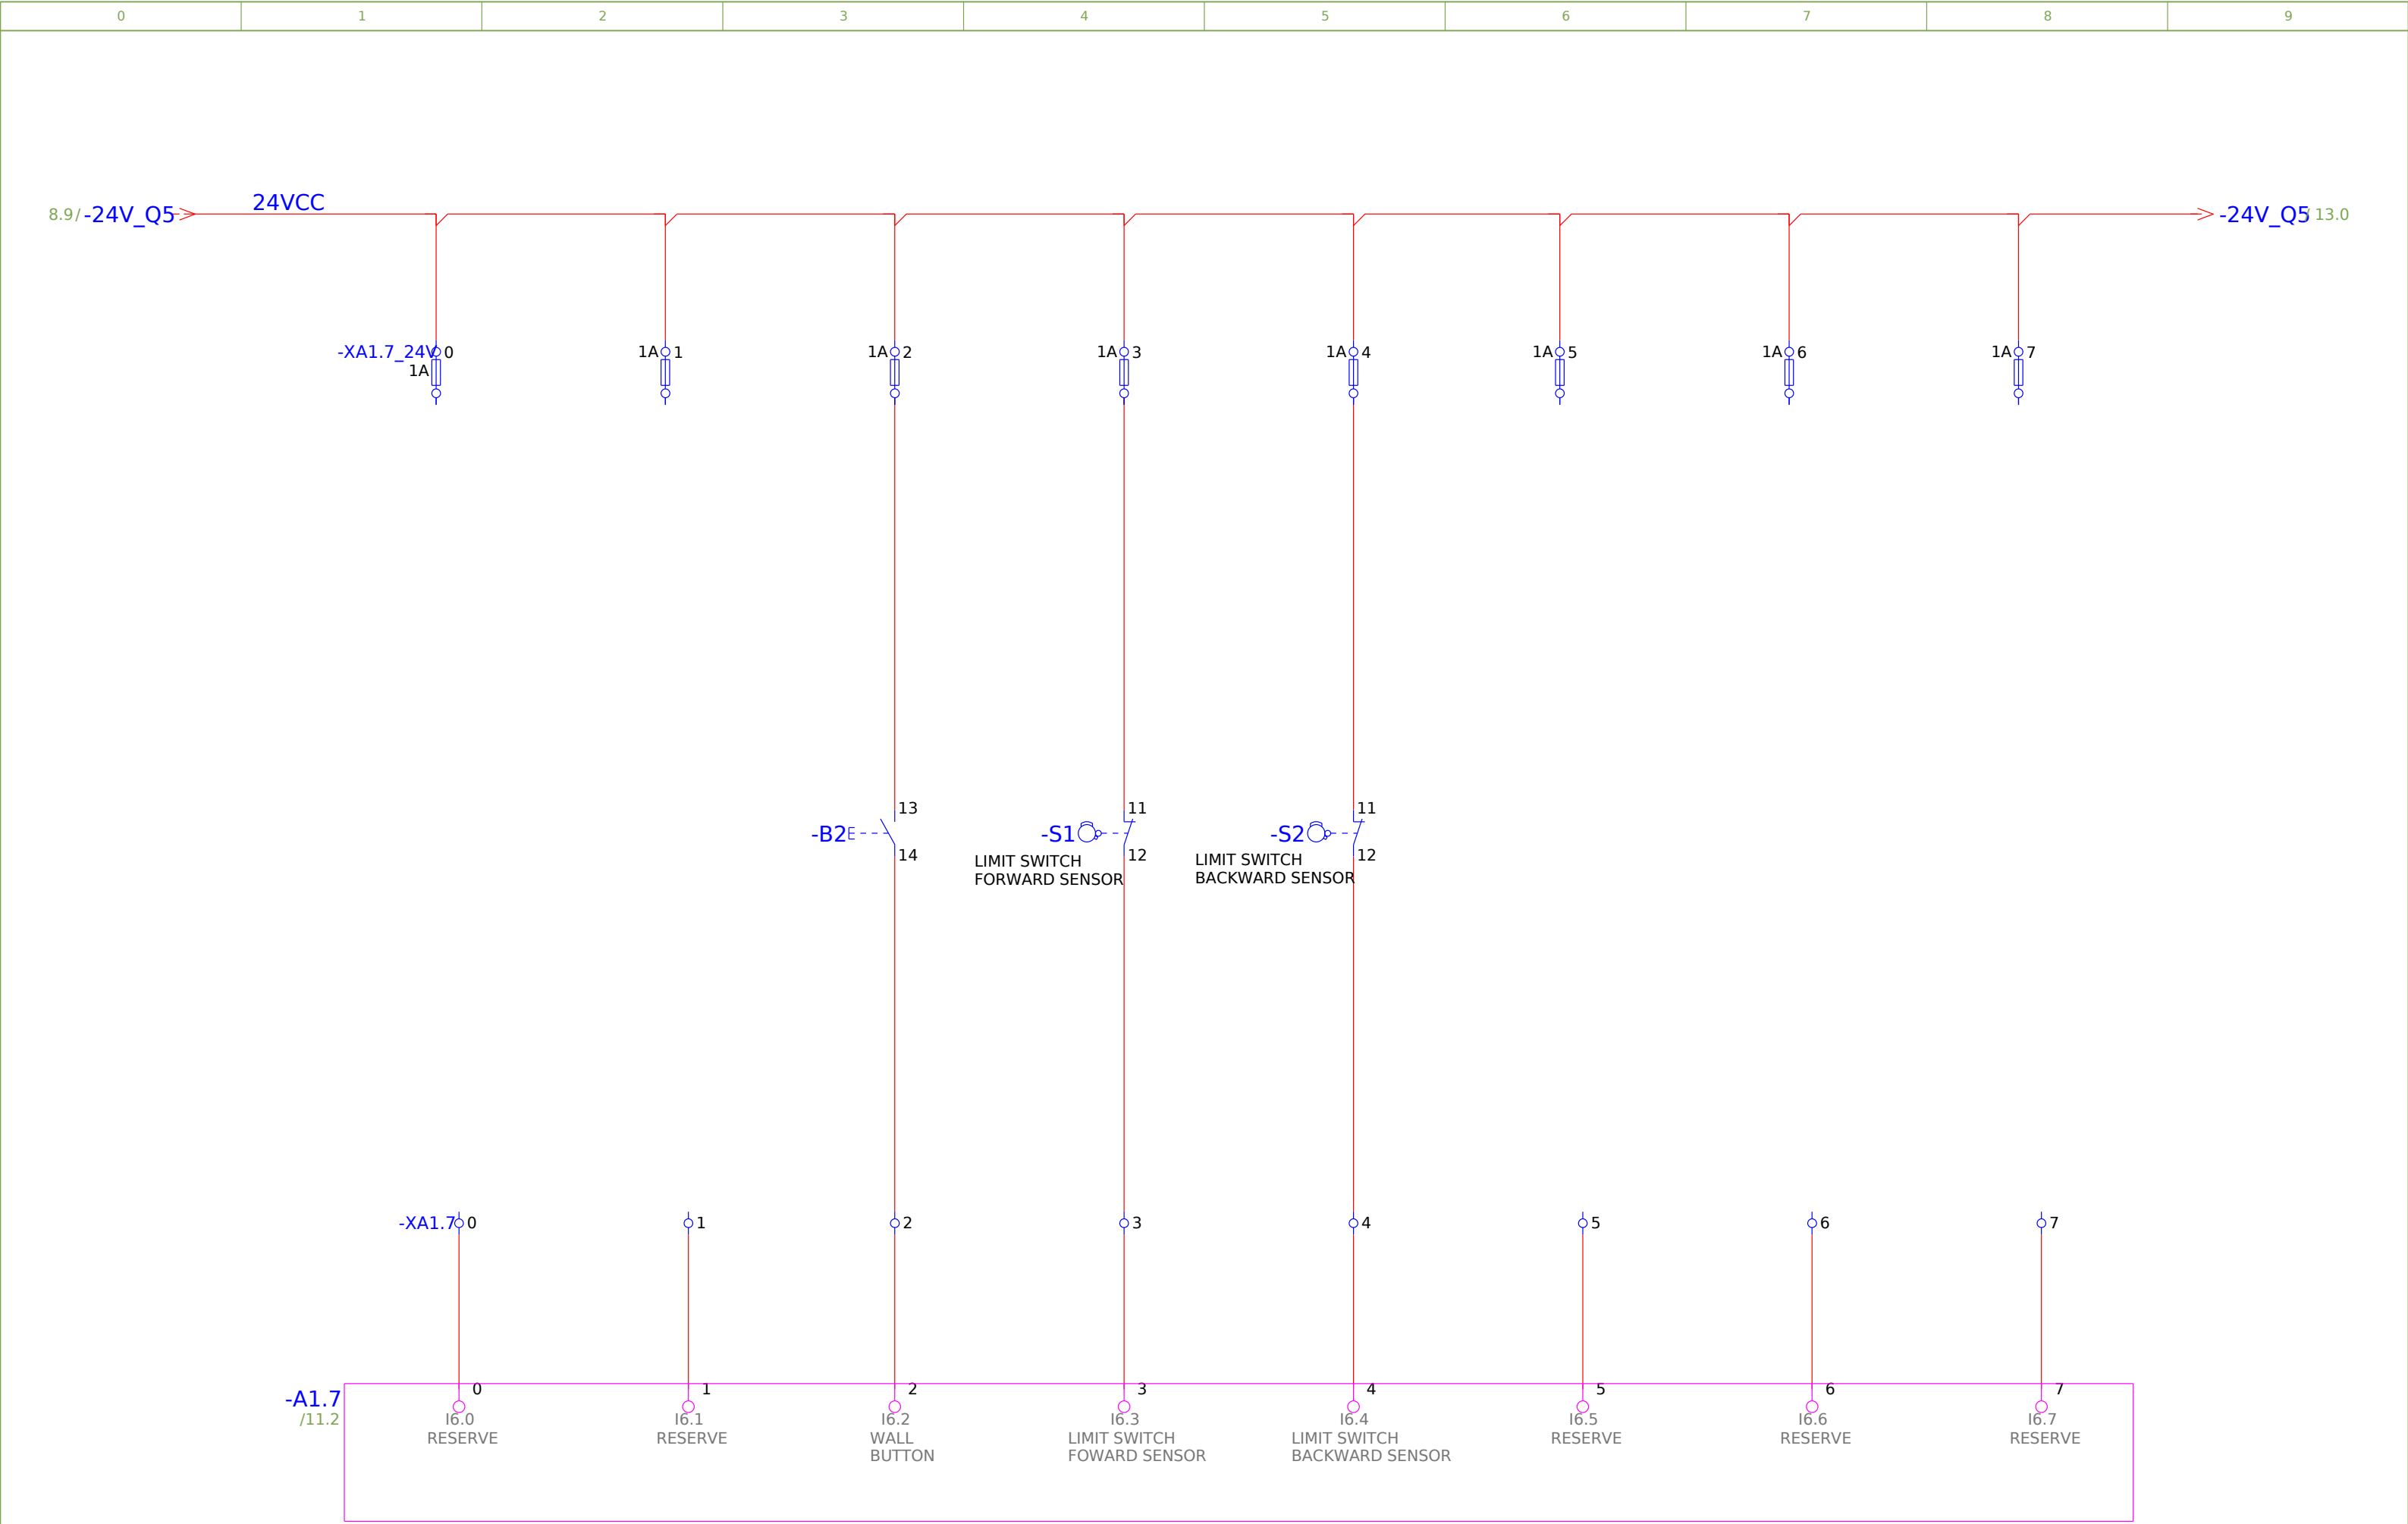 0 1 2 3 4 5 6 7 8 9
24VCC
8.9/ -24V_Q5 -24V_Q5 / 13.0
-XA1.7_24V 0 1A 1 1A 2 1A 3 1A 4 1A 5 1A 6 1A 7
1A
13 11 11
-B2 -S1 -S2
14 12 12
LIMIT SWITCH
FORWARD SENSOR
LIMIT SWITCH
BACKWARD SENSOR
-XA1.7 0 1 2 3 4 5 6 7
-A1.7
/11.2
0 1 2 3 4 5 6 7
I6.0 I6.1 I6.2 I6.3 I6.4 I6.5 I6.6 I6.7
RESERVE
RESERVE
WALL
BUTTON
LIMIT SWITCH
FOWARD SENSOR
LIMIT SWITCH
BACKWARD SENSOR
RESERVE
RESERVE
RESERVE